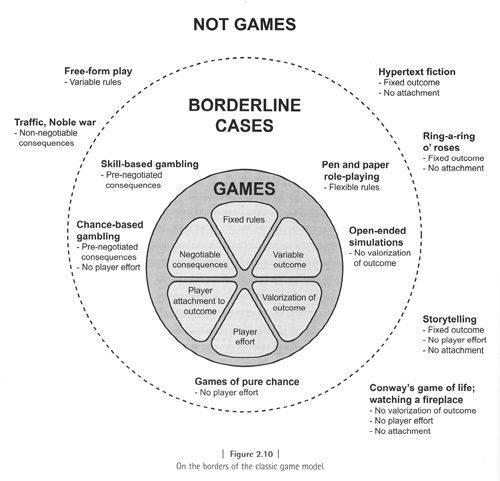 NOT GAMES
Free-form play
- Variable rules
Hypertext fiction
- Fixed outcome
- No attachment
BORDERLINE
CASES
Traffic, Noble war
- Non-negotiable
consequences
Ring-a-ring
o' roses
- Fixed outcome
- No attachment
Skill-based gambling
- Pre-negotiated
consequences
Pen and paper
role-playing
- Flexible rules
GAMES
Fixed rules
Chance-based
gambling
- Pre-negotiated
consequences
- No player effort
Negotiable
consequences
Variable
outcome
Open-ended
simulations
- No valorization
of outcome
Player
attachment to
outcome
Valorization of
outcome
Player
effort
Storytelling
- Fixed outcome
- No player effort
- No attachment
Games of pure chance
- No player effort
Conway's game of life;
watching a fireplace
- No valorization of outcome
- No player effort
- No attachment
| Figure 2.10 |
On the borders of the classic game model.